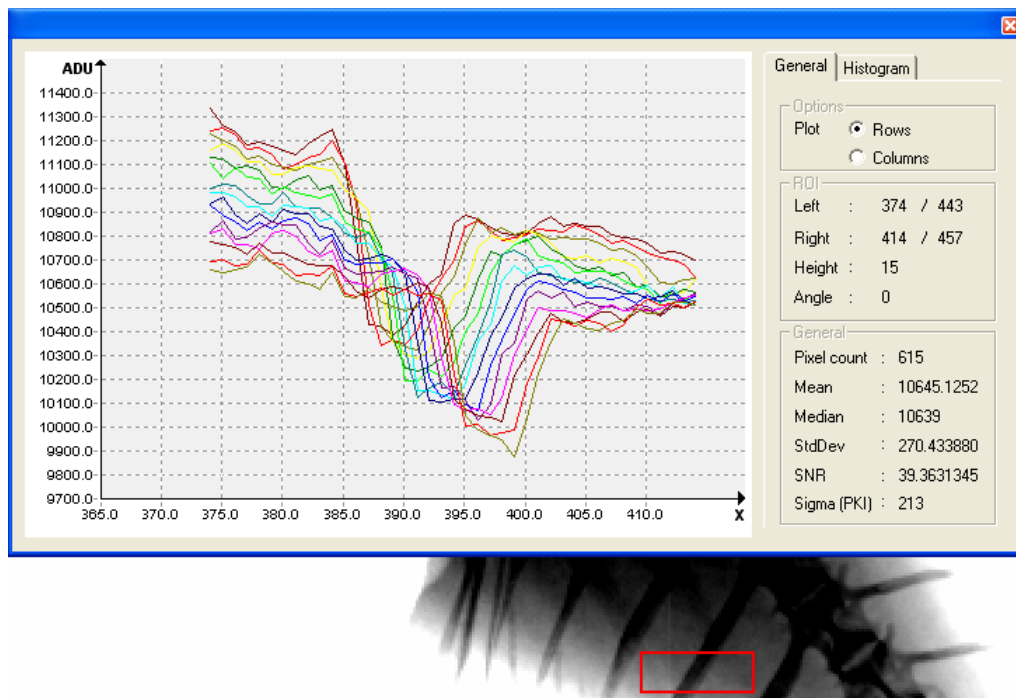 ADU
11400.0
11300.0
11200.0
11100.0
11000.0
10900.0
10800.0
10700.0
10600.0
10500.0
10400.0
10300.0
10200.0
10100.0
10000.0
9900.0
9800.0
9700.0
365.0 370.0 375.0 380.0 385.0 390.0 395.0 400.0 405.0 410.0 X
General Histogram
Options
Plot Rows
Columns
ROI
Left : 374 / 443
Right : 414 / 457
Height : 15
Angle : 0
General
Pixel count : 615
Mean : 10645.1252
Median : 10639
StdDev : 270.433880
SNR : 39.3631345
Sigma (PKI) : 213